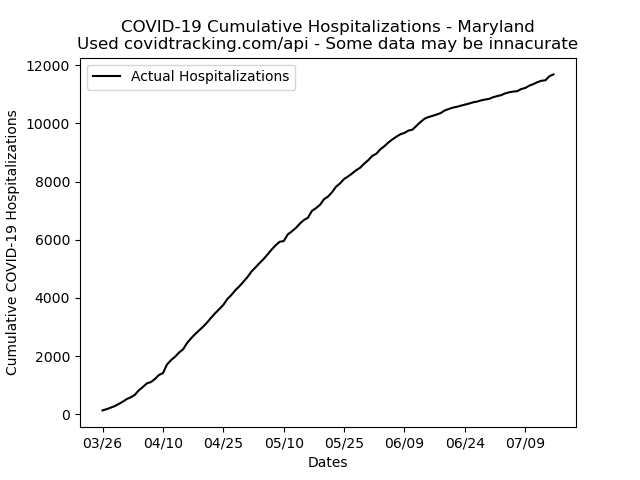 COVID-19 Cumulative Hospitalizations - Maryland
Used covidtracking.com/api - Some data may be innacurate
12000
Actual Hospitalizations
10000
8000
6000
4000
2000
0
Cumulative COVID-19 Hospitalizations
03/26 04/10 04/25 05/10 05/25 06/09 06/24 07/09
Dates